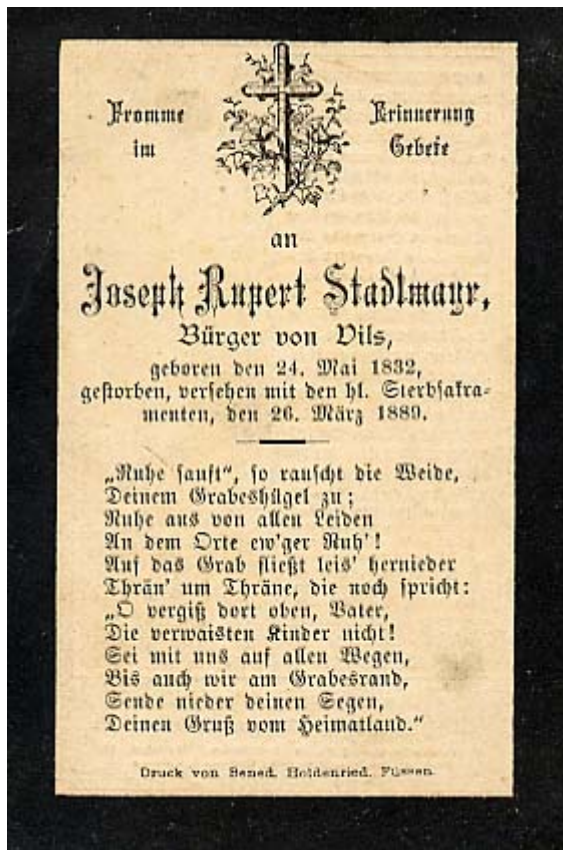 Fromme Erinnerung
im Gebete
an
Joseph Rupert Stadlmayr,
Bürger von Vils,
geboren den 24. Mai 1832,
gestorben, versehen mit den hl. Sterbsakra-
menten, den 26. März 1889.
„Ruhe sanft“, so rauscht die Weide,
Deinem Grabeshügel zu;
Ruhe aus von allen Leiden
An dem Orte ew'ger Ruh'!
Auf das Grab fließt leis' hernieder
Thrän' um Thräne, die noch spricht:
„O vergiß dort oben, Vater,
Die verwaisten Kinder nicht!
Sei mit uns auf allen Wegen,
Bis auch wir am Grabesrand,
Sende nieder deinen Segen,
Deinen Gruß vom Heimatland.“
Druck von Bened. Holdenried. Füssen.